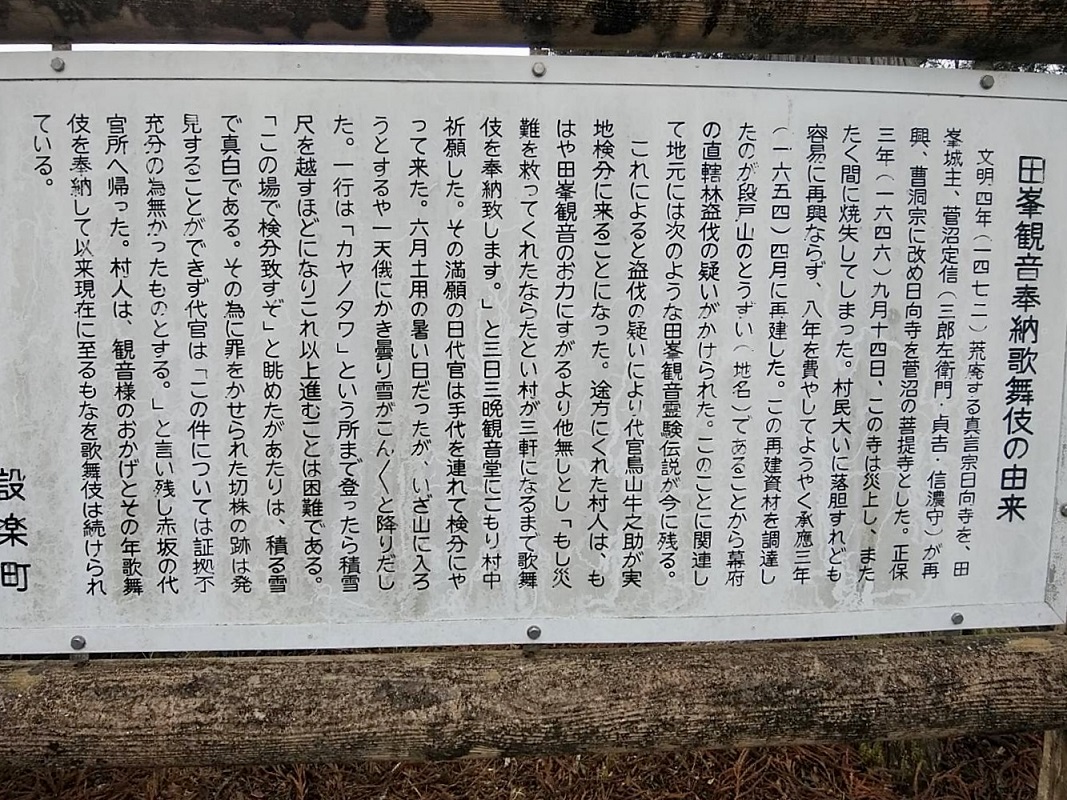 田峯観音奉納歌舞伎の由来
文明四年（一四七二）荒廃する真言宗日向寺を、田
峯城主、菅沼定信（三郎左衛門・貞吉・信濃守）が再
興、曹洞宗に改め日向寺を菅沼の菩提寺とした。正保
三年（一六四六）九月十四日、この寺は災上し、また
たく間に焼失してしまった。村民大いに落胆すれども
容易に再興ならず、八年を費やしてようやく承應三年
（一六五四）四月に再建した。この再建資材を調達し
たのが段戸山のとうずい（地名）であることから幕府
の直轄林盗伐の疑いがかけられた。このことに関連し
て地元には次のような田峯観音霊験伝説が今に残る。
これによると盗伐の疑いにより代官鳥山牛之助が実
地検分に来ることになった。途方にくれた村人は、も
はや田峯観音のお力にすがるより他無しとし「もし災
難を救ってくれたならたとい村が三軒になるまで歌舞
伎を奉納致します。」と三日三晩観音堂にこもり村中
祈願した。その満願の日代官は手代を連れて検分にや
って来た。六月土用の暑い日だったが、いざ山に入ろ
うとするや一天俄にかき曇り雪がこん〱と降りだし
た。一行は「カヤノタワ」という所まで登ったら積雪
尺を越すほどになりこれ以上進むことは困難である。
「この場で検分致すぞ」と眺めたがあたりは、積る雪
で真白である。その為に罪をかせられた切株の跡は発
見することができず代官は「この件については証拠不
充分の為無かったものとする。」と言い残し赤坂の代
官所へ帰った。村人は、観音様のおかげとその年歌舞
伎を奉納して以来現在に至るもなを歌舞伎は続けられ
ている。
設楽町